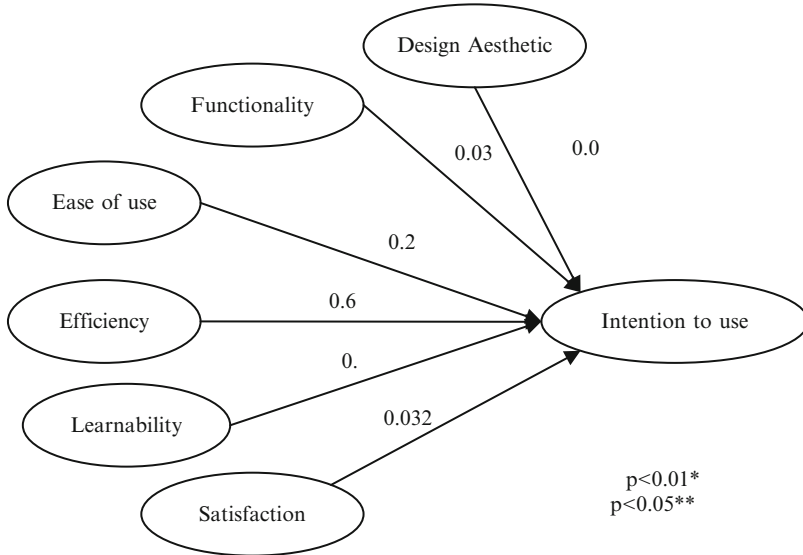 Design Aesthetic
Functionality
0.03
0.0
Ease of use
0.2
Efficiency
0.6
Intention to use
0.
Learnability
0.032
Satisfaction
p<0.01*
p<0.05**